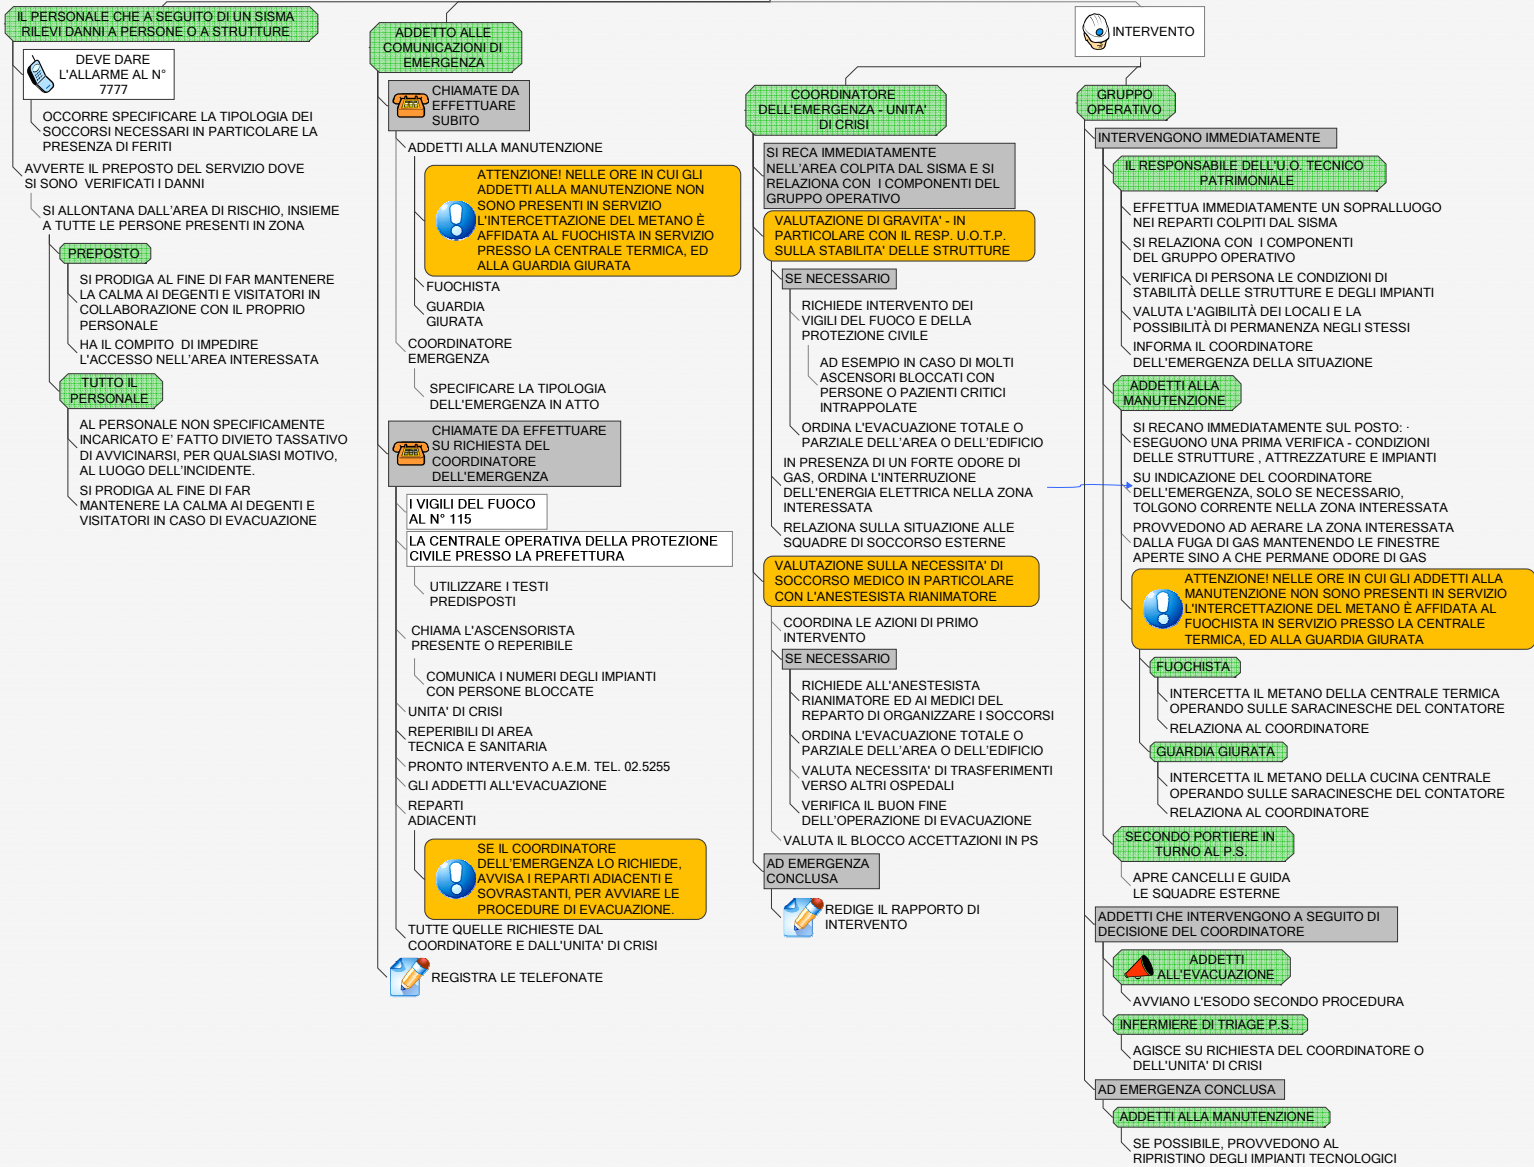 IL PERSONALE CHE A SEGUITO DI UN SISMA
RILEVI DANNI A PERSONE O A STRUTTURE
DEVE DARE
L'ALLARME AL N°
7777
OCCORRE SPECIFICARE LA TIPOLOGIA DEI
SOCCORSI NECESSARI IN PARTICOLARE LA
PRESENZA DI FERITI
AVVERTE IL PREPOSTO DEL SERVIZIO DOVE
SI SONO  VERIFICATI I DANNI
SI ALLONTANA DALL'AREA DI RISCHIO, INSIEME
A TUTTE LE PERSONE PRESENTI IN ZONA
PREPOSTO
SI PRODIGA AL FINE DI FAR MANTENERE
LA CALMA AI DEGENTI E VISITATORI IN
COLLABORAZIONE CON IL PROPRIO
PERSONALE
HA IL COMPITO  DI IMPEDIRE
L'ACCESSO NELL'AREA INTERESSATA
TUTTO IL
PERSONALE
AL PERSONALE NON SPECIFICAMENTE
INCARICATO E' FATTO DIVIETO TASSATIVO
DI AVVICINARSI, PER QUALSIASI MOTIVO,
AL LUOGO DELL'INCIDENTE.
SI PRODIGA AL FINE DI FAR
MANTENERE LA CALMA AI DEGENTI E
VISITATORI IN CASO DI EVACUAZIONE
ADDETTO ALLE
COMUNICAZIONI DI
EMERGENZA
CHIAMATE DA
EFFETTUARE
SUBITO
ADDETTI ALLA MANUTENZIONE
ATTENZIONE! NELLE ORE IN CUI GLI
ADDETTI ALLA MANUTENZIONE NON
SONO PRESENTI IN SERVIZIO
L'INTERCETTAZIONE DEL METANO È
AFFIDATA AL FUOCHISTA IN SERVIZIO
PRESSO LA CENTRALE TERMICA, ED
ALLA GUARDIA GIURATA
FUOCHISTA
GUARDIA
GIURATA
COORDINATORE
EMERGENZA
SPECIFICARE LA TIPOLOGIA
DELL'EMERGENZA IN ATTO
CHIAMATE DA EFFETTUARE
SU RICHIESTA DEL
COORDINATORE
DELL'EMERGENZA
I VIGILI DEL FUOCO
AL N° 115
LA CENTRALE OPERATIVA DELLA PROTEZIONE
CIVILE PRESSO LA PREFETTURA
UTILIZZARE I TESTI
PREDISPOSTI
CHIAMA L'ASCENSORISTA
PRESENTE O REPERIBILE
COMUNICA I NUMERI DEGLI IMPIANTI
CON PERSONE BLOCCATE
UNITA' DI CRISI
REPERIBILI DI AREA
TECNICA E SANITARIA
PRONTO INTERVENTO A.E.M. TEL. 02.5255
GLI ADDETTI ALL'EVACUAZIONE
REPARTI
ADIACENTI
SE IL COORDINATORE
DELL'EMERGENZA LO RICHIEDE,
AVVISA I REPARTI ADIACENTI E
SOVRASTANTI, PER AVVIARE LE
PROCEDURE DI EVACUAZIONE.
TUTTE QUELLE RICHIESTE DAL
COORDINATORE E DALL'UNITA' DI CRISI
REGISTRA LE TELEFONATE
INTERVENTO
COORDINATORE
DELL'EMERGENZA - UNITA'
DI CRISI
SI RECA IMMEDIATAMENTE
NELL'AREA COLPITA DAL SISMA E SI
RELAZIONA CON  I COMPONENTI DEL
GRUPPO OPERATIVO
VALUTAZIONE DI GRAVITA' - IN
PARTICOLARE CON IL RESP. U.O.T.P.
SULLA STABILITA' DELLE STRUTTURE
SE NECESSARIO
RICHIEDE INTERVENTO DEI
VIGILI DEL FUOCO E DELLA
PROTEZIONE CIVILE
AD ESEMPIO IN CASO DI MOLTI
ASCENSORI BLOCCATI CON
PERSONE O PAZIENTI CRITICI
INTRAPPOLATE
ORDINA L'EVACUAZIONE TOTALE O
PARZIALE DELL'AREA O DELL'EDIFICIO
IN PRESENZA DI UN FORTE ODORE DI
GAS, ORDINA L'INTERRUZIONE
DELL'ENERGIA ELETTRICA NELLA ZONA
INTERESSATA
RELAZIONA SULLA SITUAZIONE ALLE
SQUADRE DI SOCCORSO ESTERNE
VALUTAZIONE SULLA NECESSITA' DI
SOCCORSO MEDICO IN PARTICOLARE
CON L'ANESTESISTA RIANIMATORE
COORDINA LE AZIONI DI PRIMO
INTERVENTO
SE NECESSARIO
RICHIEDE ALL'ANESTESISTA
RIANIMATORE ED AI MEDICI DEL
REPARTO DI ORGANIZZARE I SOCCORSI
ORDINA L'EVACUAZIONE TOTALE O
PARZIALE DELL'AREA O DELL'EDIFICIO
VALUTA NECESSITA' DI TRASFERIMENTI
VERSO ALTRI OSPEDALI
VERIFICA IL BUON FINE
DELL'OPERAZIONE DI EVACUAZIONE
VALUTA IL BLOCCO ACCETTAZIONI IN PS
AD EMERGENZA
CONCLUSA
REDIGE IL RAPPORTO DI
INTERVENTO
GRUPPO
OPERATIVO
INTERVENGONO IMMEDIATAMENTE
IL RESPONSABILE DELL'U.O. TECNICO
PATRIMONIALE
EFFETTUA IMMEDIATAMENTE UN SOPRALLUOGO
NEI REPARTI COLPITI DAL SISMA
SI RELAZIONA CON  I COMPONENTI
DEL GRUPPO OPERATIVO
VERIFICA DI PERSONA LE CONDIZIONI DI
STABILITÀ DELLE STRUTTURE E DEGLI IMPIANTI
VALUTA L'AGIBILITÀ DEI LOCALI E LA
POSSIBILITÀ DI PERMANENZA NEGLI STESSI
INFORMA IL COORDINATORE
DELL'EMERGENZA DELLA SITUAZIONE
ADDETTI ALLA
MANUTENZIONE
SI RECANO IMMEDIATAMENTE SUL POSTO: ·
ESEGUONO UNA PRIMA VERIFICA - CONDIZIONI
DELLE STRUTTURE , ATTREZZATURE E IMPIANTI
SU INDICAZIONE DEL COORDINATORE
DELL'EMERGENZA, SOLO SE NECESSARIO,
TOLGONO CORRENTE NELLA ZONA INTERESSATA
PROVVEDONO AD AERARE LA ZONA INTERESSATA
DALLA FUGA DI GAS MANTENENDO LE FINESTRE
APERTE SINO A CHE PERMANE ODORE DI GAS
ATTENZIONE! NELLE ORE IN CUI GLI ADDETTI ALLA
MANUTENZIONE NON SONO PRESENTI IN SERVIZIO
L'INTERCETTAZIONE DEL METANO È AFFIDATA AL
FUOCHISTA IN SERVIZIO PRESSO LA CENTRALE
TERMICA, ED ALLA GUARDIA GIURATA
FUOCHISTA
INTERCETTA IL METANO DELLA CENTRALE TERMICA
OPERANDO SULLE SARACINESCHE DEL CONTATORE
RELAZIONA AL COORDINATORE
GUARDIA GIURATA
INTERCETTA IL METANO DELLA CUCINA CENTRALE
OPERANDO SULLE SARACINESCHE DEL CONTATORE
RELAZIONA AL COORDINATORE
SECONDO PORTIERE IN
TURNO AL P.S.
APRE CANCELLI E GUIDA
LE SQUADRE ESTERNE
ADDETTI CHE INTERVENGONO A SEGUITO DI
DECISIONE DEL COORDINATORE
ADDETTI
ALL'EVACUAZIONE
AVVIANO L'ESODO SECONDO PROCEDURA
INFERMIERE DI TRIAGE P.S.
AGISCE SU RICHIESTA DEL COORDINATORE O
DELL'UNITA' DI CRISI
AD EMERGENZA CONCLUSA
ADDETTI ALLA MANUTENZIONE
SE POSSIBILE, PROVVEDONO AL
RIPRISTINO DEGLI IMPIANTI TECNOLOGICI